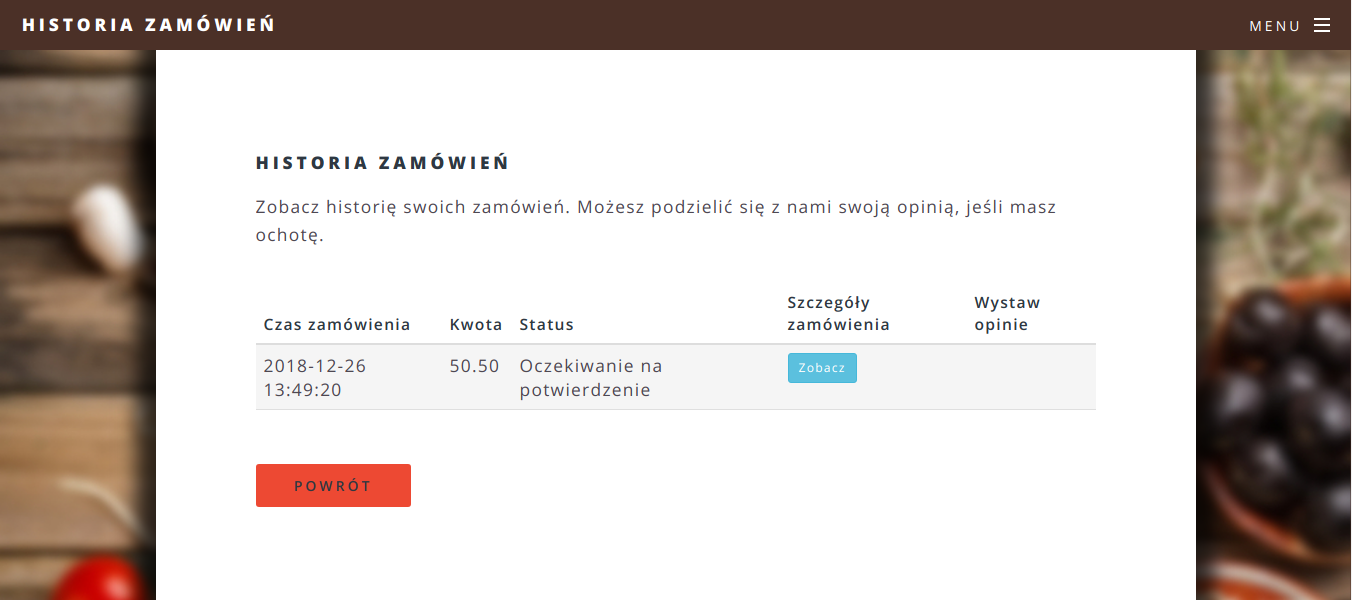 HISTORIA ZAMÓWIEŃ
MENU
HISTORIA ZAMÓWIEŃ
Zobacz historię swoich zamówień. Możesz podzielić się z nami swoją opinią, jeśli masz
ochotę.
Czas zamówienia Kwota Status Szczegóły zamówienia Wystaw opinie
2018-12-26 50.50 Oczekiwanie na Zobacz
13:49:20 potwierdzenie
POWRÓT